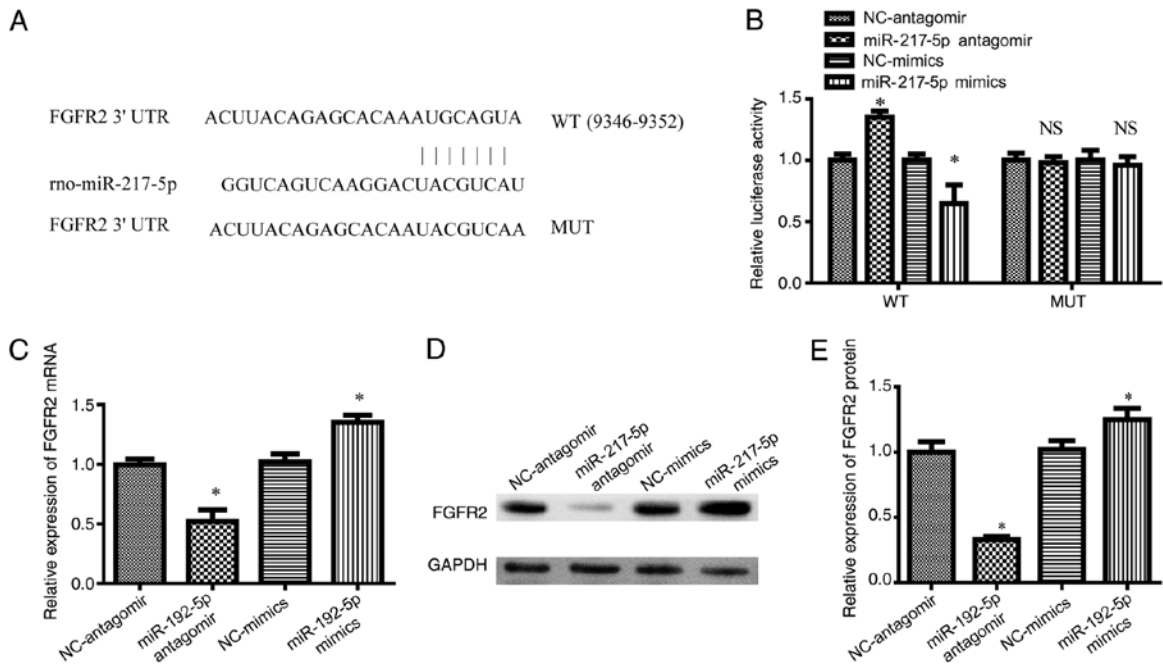 A
FGFR2 3' UTR ACUUACAGAGCACAAAUGCAGUA WT (9346-9352)
rno-miR-217-5p GGUCAGUCAAGGACUACGUCAU
FGFR2 3' UTR ACUUACAGAGCACAAUACGUCAA MUT
B
NC-antagomir
miR-217-5p antagomir
NC-mimics
miR-217-5p mimics
Relative luciferase activity
1.5
1.0
0.5
0.0
*
*
NS
NS
WT MUT
C
Relative expression of FGFR2 mRNA
1.5
1.0
0.5
0.0
*
*
NC-antagomir
miR-192-5p
antagomir
NC-mimics
miR-192-5p
mimics
D
NC-antagomir
miR-217-5p
antagomir
NC-mimics
miR-217-5p
mimics
FGFR2
GAPDH
E
Relative expression of FGFR2 protein
1.5
1.0
0.5
0.0
*
*
NC-antagomir
miR-192-5p
antagomir
NC-mimics
miR-192-5p
mimics